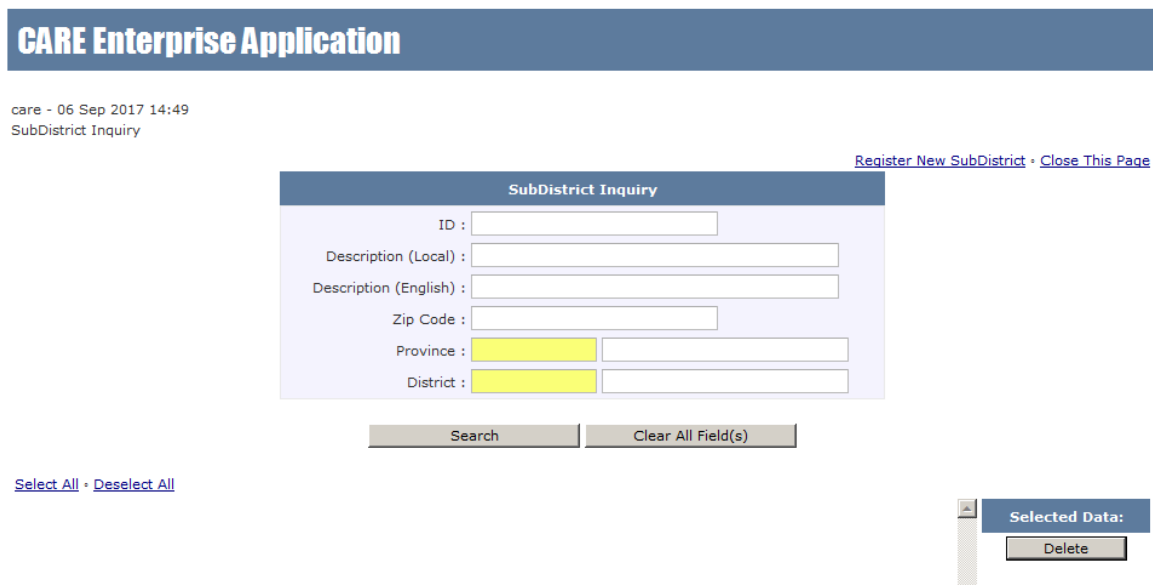 CARE Enterprise Application
care - 06 Sep 2017 14:49
SubDistrict Inquiry
Register New SubDistrict ◦ Close This Page
SubDistrict Inquiry
ID :
Description (Local) :
Description (English) :
Zip Code :
Province :
District :
Search Clear All Field(s)
Select All ◦ Deselect All
Selected Data:
Delete